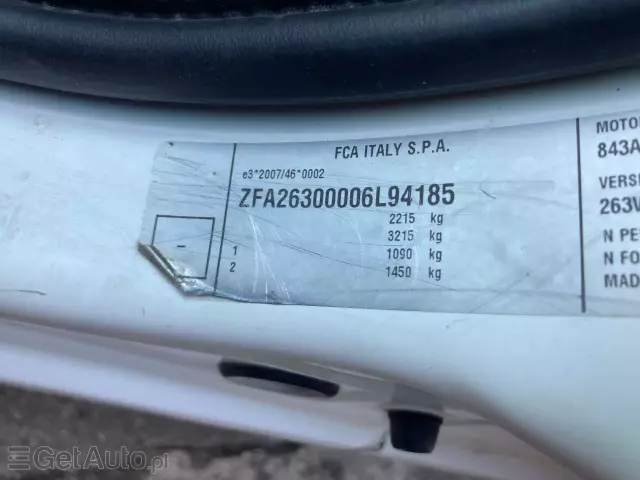 FCA ITALY S.P.A.
e3*2007/46*0002
ZFA26300006L94185
2215 kg
3215 kg
1 1090 kg
2 1450 kg
-
MOTO
843A
VERSI
263V
N PE
N FO
MAD
GetAuto.pl